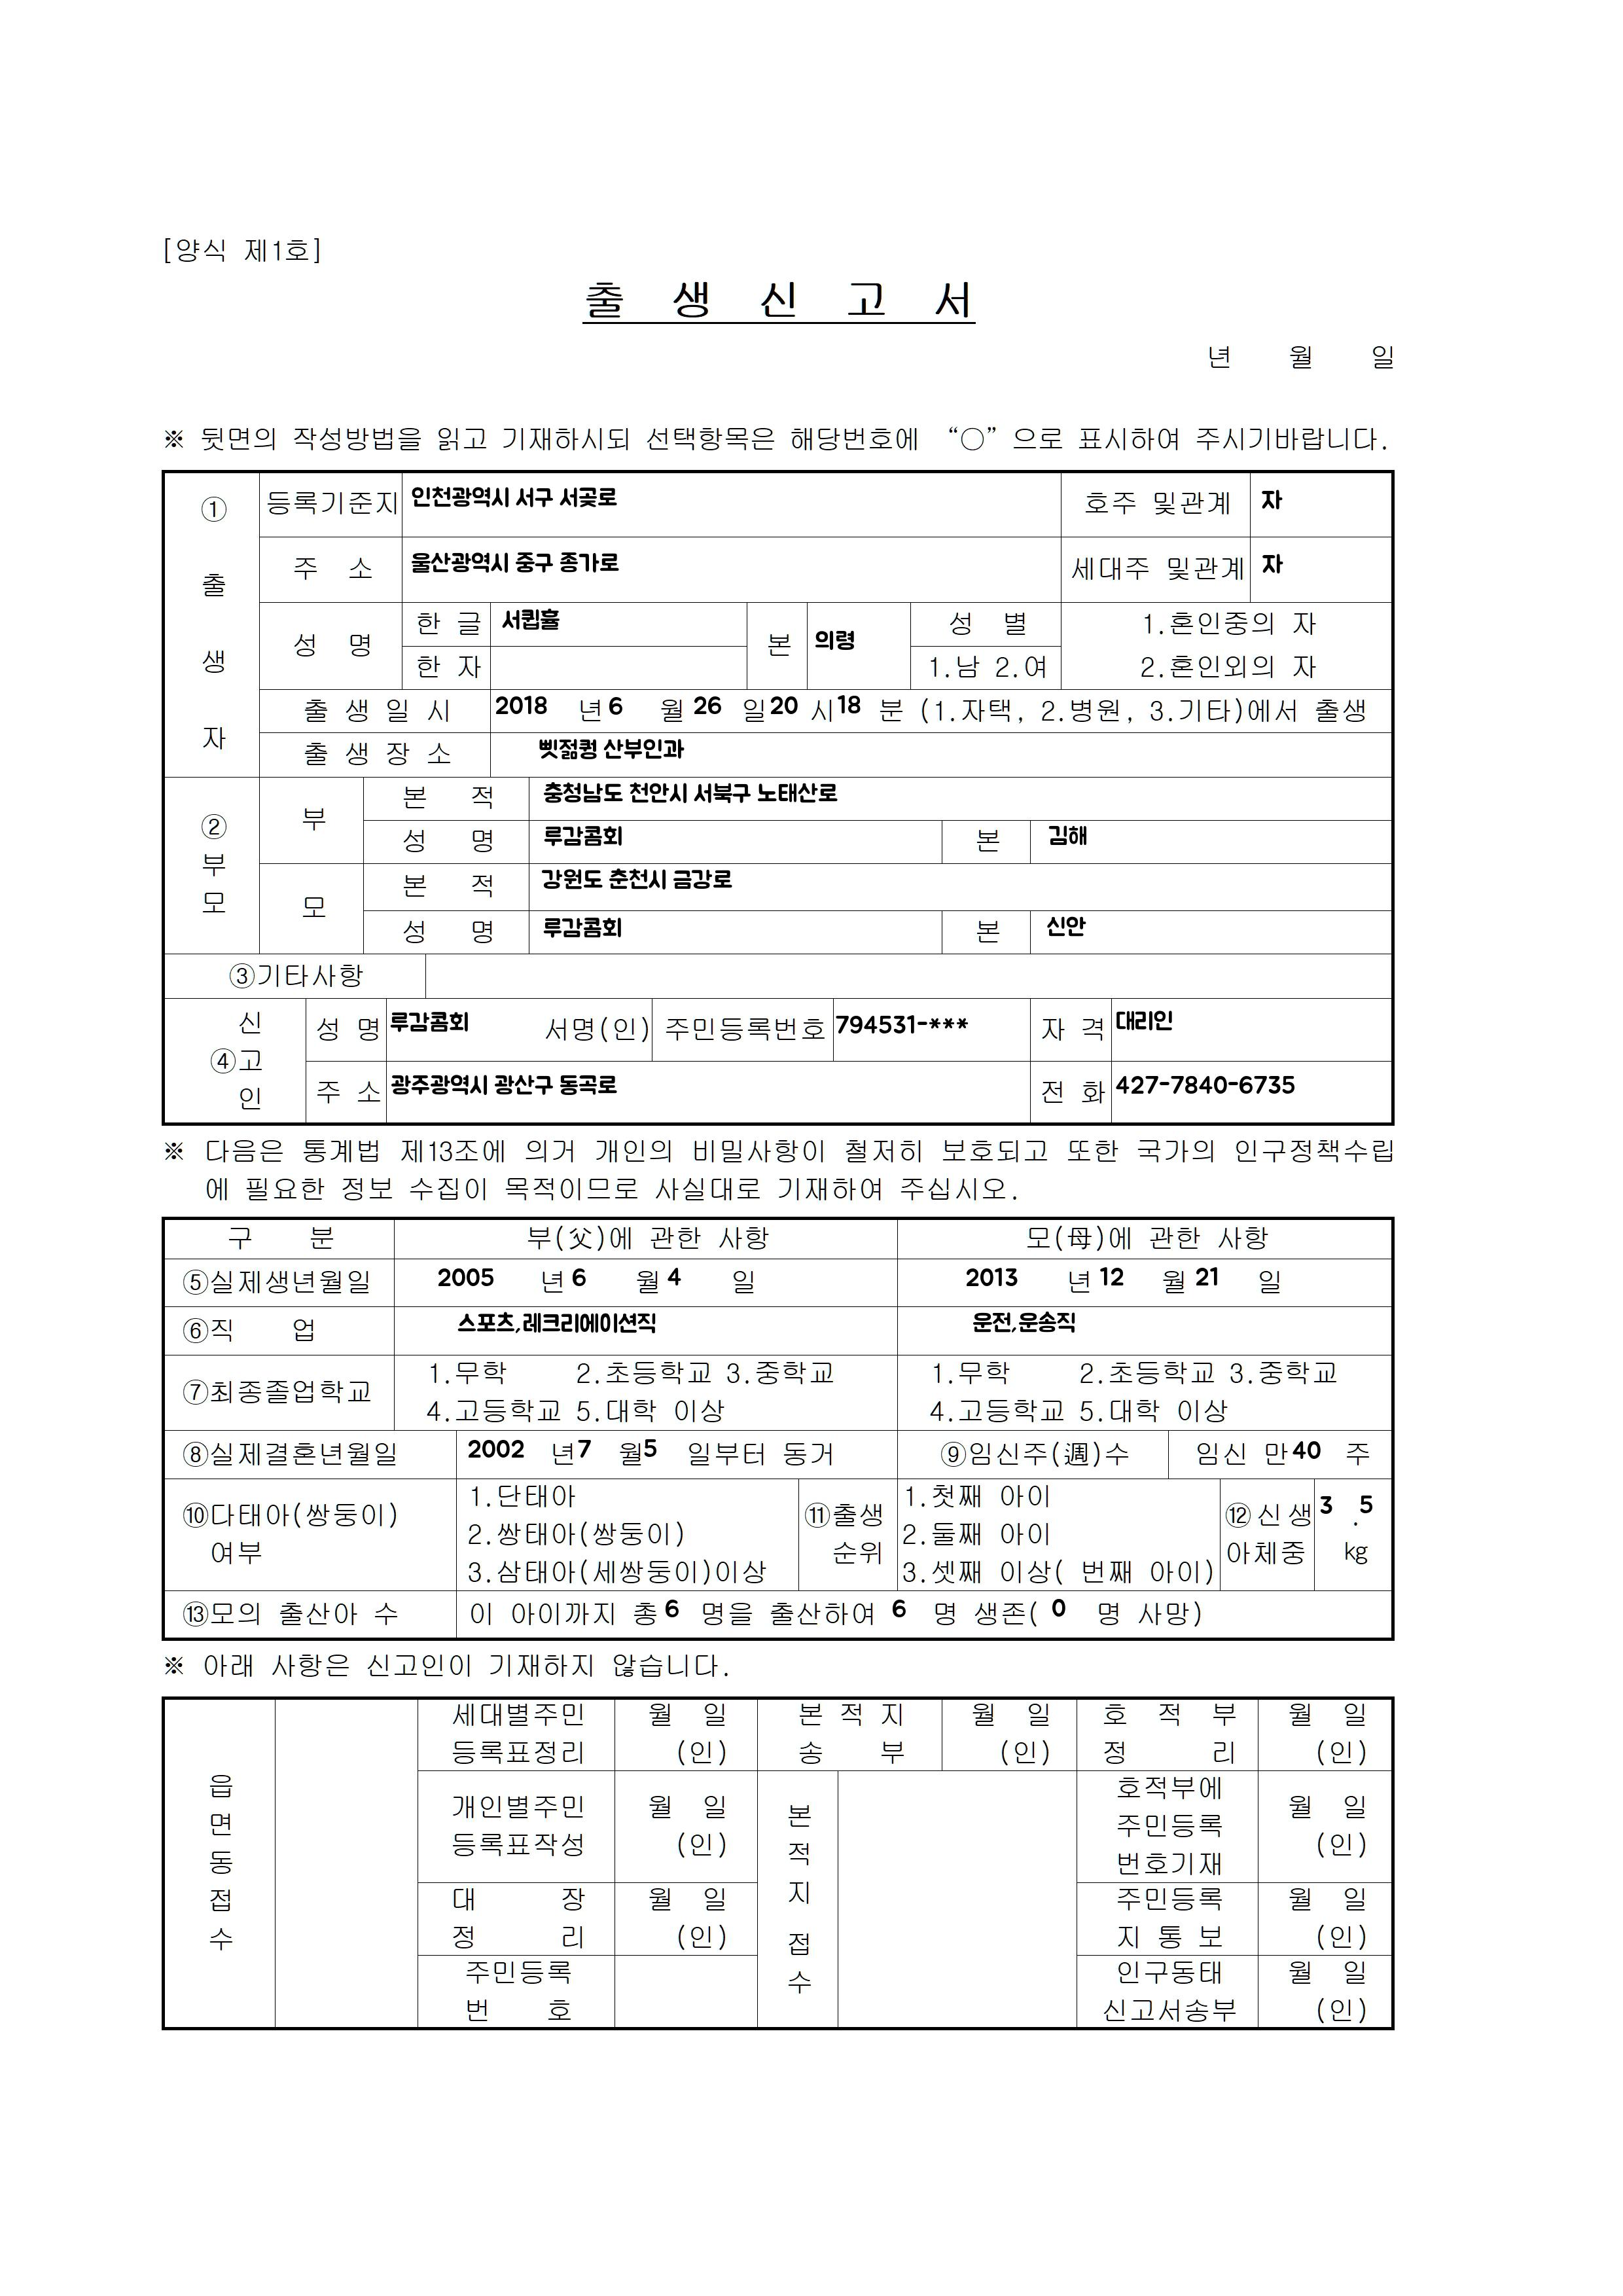 [양식 제1호]
출 생 신 고 서
년 월 일
※ 뒷면의 작성방법을 읽고 기재하시되 선택항목은 해당번호에 “○”으로 표시하여 주시기바랍니다.
① 출 생 자
등록기준지 인천광역시 서구 서곶로 호주 및관계 자
주 소 울산광역시 중구 종가로 세대주 및관계 자
성 명 한 글 서큅휼 본 의령 성 별 1.혼인중의 자
한 자 1.남 2.여 2.혼인외의 자
출 생 일 시 2018 년 6 월 26 일 20 시 18 분 (1.자택, 2.병원, 3.기타)에서 출생
출 생 장 소 삣젊컹 산부인과
② 부 모
부 본 적 충청남도 천안시 서북구 노태산로
성 명 루감콤회 본 김해
모 본 적 강원도 춘천시 금강로
성 명 루감콤회 본 신안
③기타사항
④ 신 고 인
성 명 루감콤회 서명(인) 주민등록번호 794531-*** 자 격 대리인
주 소 광주광역시 광산구 동곡로 전 화 427-7840-6735
※ 다음은 통계법 제13조에 의거 개인의 비밀사항이 철저히 보호되고 또한 국가의 인구정책수립
에 필요한 정보 수집이 목적이므로 사실대로 기재하여 주십시오.
구 분 부(父)에 관한 사항 모(母)에 관한 사항
⑤실제생년월일 2005 년 6 월 4 일 2013 년 12 월 21 일
⑥직 업 스포츠,레크리에이션직 운전,운송직
⑦최종졸업학교 1.무학 2.초등학교 3.중학교 1.무학 2.초등학교 3.중학교
4.고등학교 5.대학 이상 4.고등학교 5.대학 이상
⑧실제결혼년월일 2002 년 7 월 5 일부터 동거 ⑨임신주(週)수 임신 만 40 주
⑩다태아(쌍둥이) 여부
1.단태아
2.쌍태아(쌍둥이)
3.삼태아(세쌍둥이)이상
⑪출생 순위
1.첫째 아이
2.둘째 아이
3.셋째 이상( 번째 아이)
⑫신생 아체중 3 .5 kg
⑬모의 출산아 수 이 아이까지 총 6 명을 출산하여 6 명 생존( 0 명 사망)
※ 아래 사항은 신고인이 기재하지 않습니다.
읍 면 동 접 수
세대별주민 등록표정리 월 일 (인) 본 적 지 송 부 월 일 (인) 호 적 부 정 리 월 일 (인)
개인별주민 등록표작성 월 일 (인) 본 적 지 접 수 호적부에 주민등록 번호기재 월 일 (인)
대 장 정 리 월 일 (인) 주민등록 지 통 보 월 일 (인)
주민등록 번 호 인구동태 신고서송부 월 일 (인)